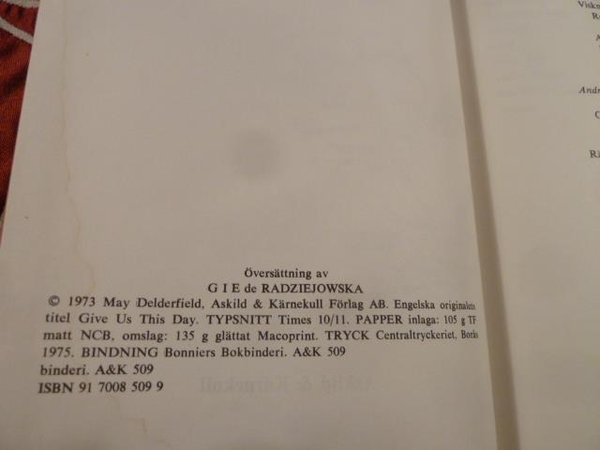 Översättning av
G I E de RADZIEJOWSKA
© 1973 May Delderfield, Askild & Kärnekull Förlag AB. Engelska originalets
titel Give Us This Day. TYPSNITT Times 10/11. PAPPER inlaga: 105 g TF
matt NCB, omslag: 135 g glättat Macoprint. TRYCK Centraltryckeriet, Borås
1975. BINDNING Bonniers Bokbinderi. A&K 509
binderi. A&K 509
ISBN 91 7008 509 9